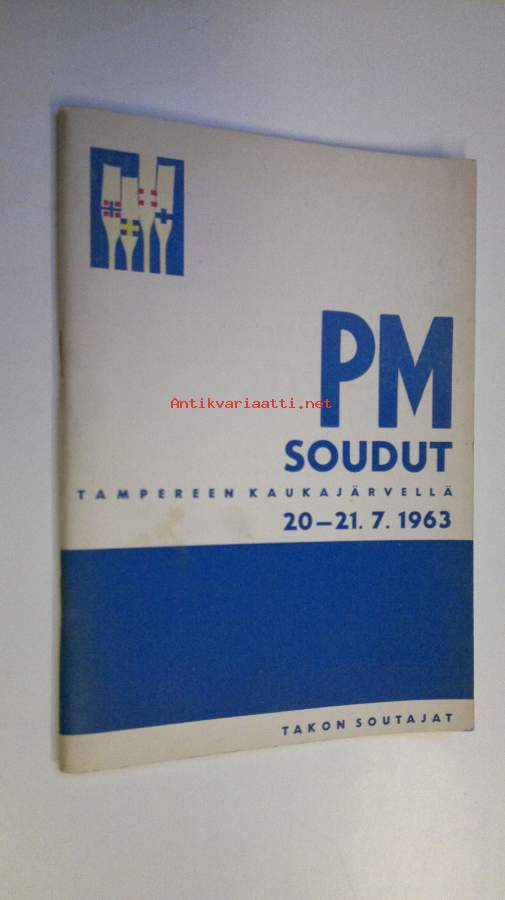 PM
Antikvariaatti.net
SOUDUT
TAMPEREEN KAUKAJÄRVELLÄ
20-21. 7. 1963
TAKON SOUTAJAT